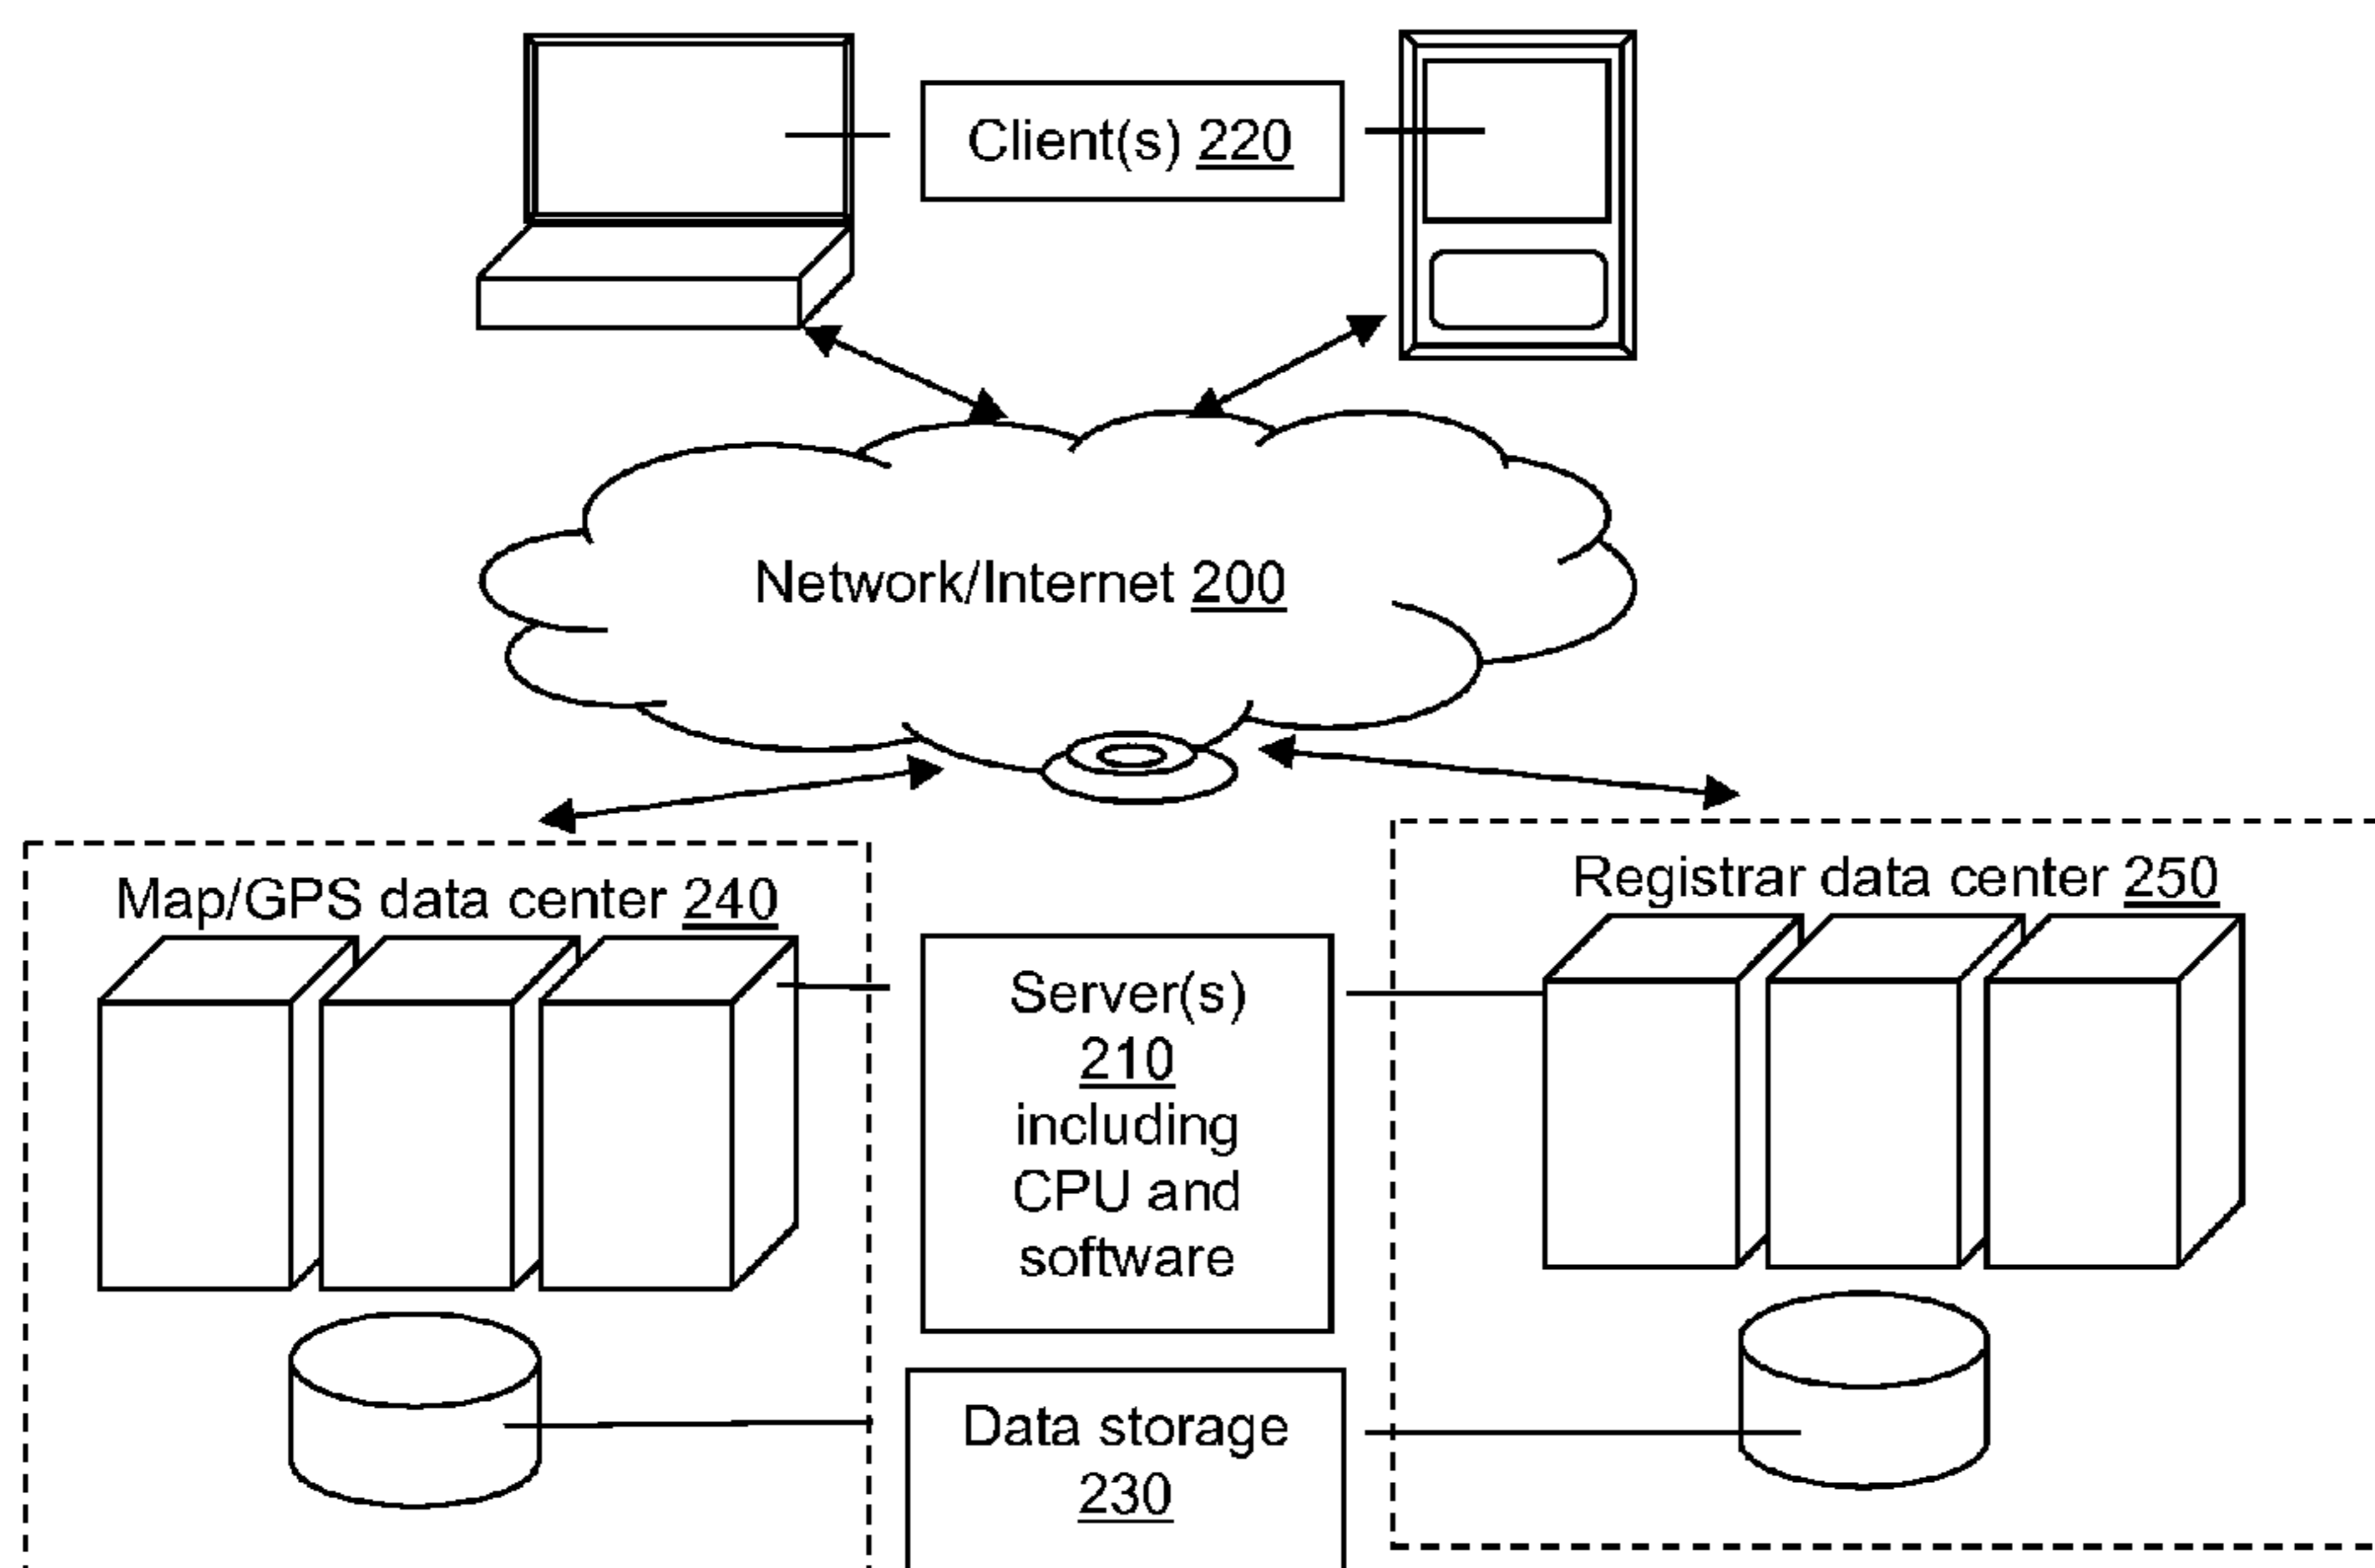 Client(s) 220
Network/Internet 200
Map/GPS data center 240
Registrar data center 250
Server(s)
210
including
CPU and
software
Data storage
230